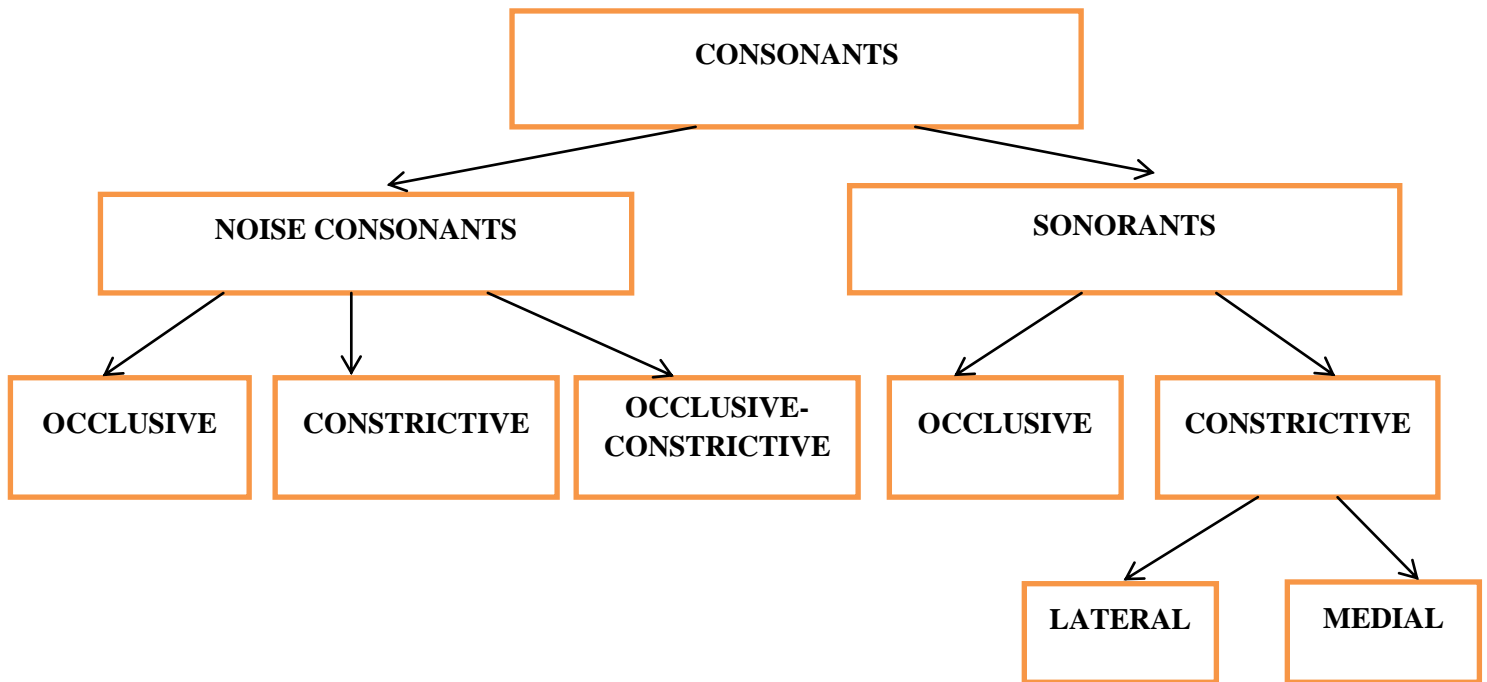 CONSONANTS
NOISE CONSONANTS
SONORANTS
OCCLUSIVE
CONSTRICTIVE
OCCLUSIVE-
CONSTRICTIVE
OCCLUSIVE
CONSTRICTIVE
LATERAL
MEDIAL